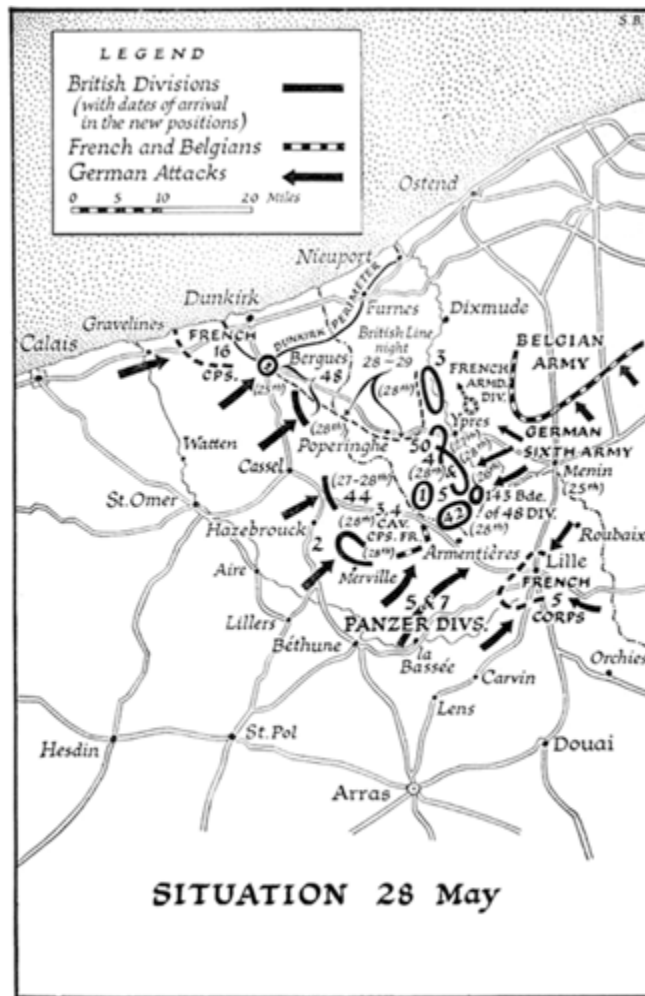 S.B.
LEGEND
British Divisions
(with dates of arrival
in the new positions)
French and Belgians
German Attacks
0 5 10 20 Miles
Ostend
Nieuport
Dunkirk
DUNKIRK PERIMETER
Furnes
Dixmude
Gravelines
Calais
FRENCH
16
CPS.
Bergues
48
(25th)
British Line
night
28-29
(28th)
3
FRENCH
ARMD.
DIV.
BELGIAN
ARMY
Watten
(28th)
Poperinghe
50
Ypres
(27th)
(28th)
GERMAN
SIXTH ARMY
Cassel
4
(28th)&
(26th)
Menin
(25th)
St.Omer
(27-28th)
44
1
5
143 Bde.
of 48 DIV.
Hazebrouck
(28th)
3,4
CAV.
CPS. FR.
42
(28th)
Roubaix
2
(28th)
Armentières
Lille
Aire
Merville
FRENCH
5
CORPS
Lillers
5 & 7
PANZER DIVS.
Béthune
la
Bassée
Orchies
Carvin
Lens
Hesdin
St.Pol
Douai
Arras
SITUATION 28 May